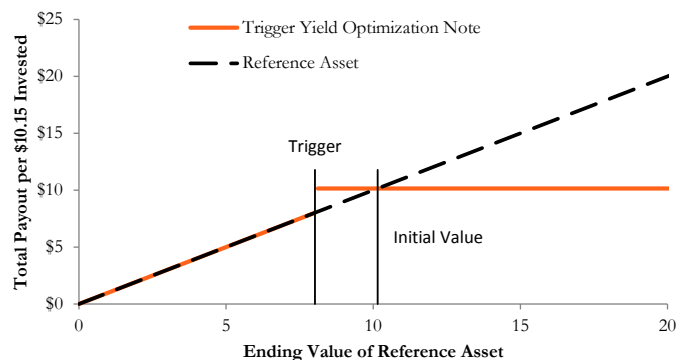 $25
Trigger Yield Optimization Note
Reference Asset
$20
$15
Trigger
$10
Initial Value
$5
$0
0
5
10
15
20
Total Payout per $10.15 Invested
Ending Value of Reference Asset